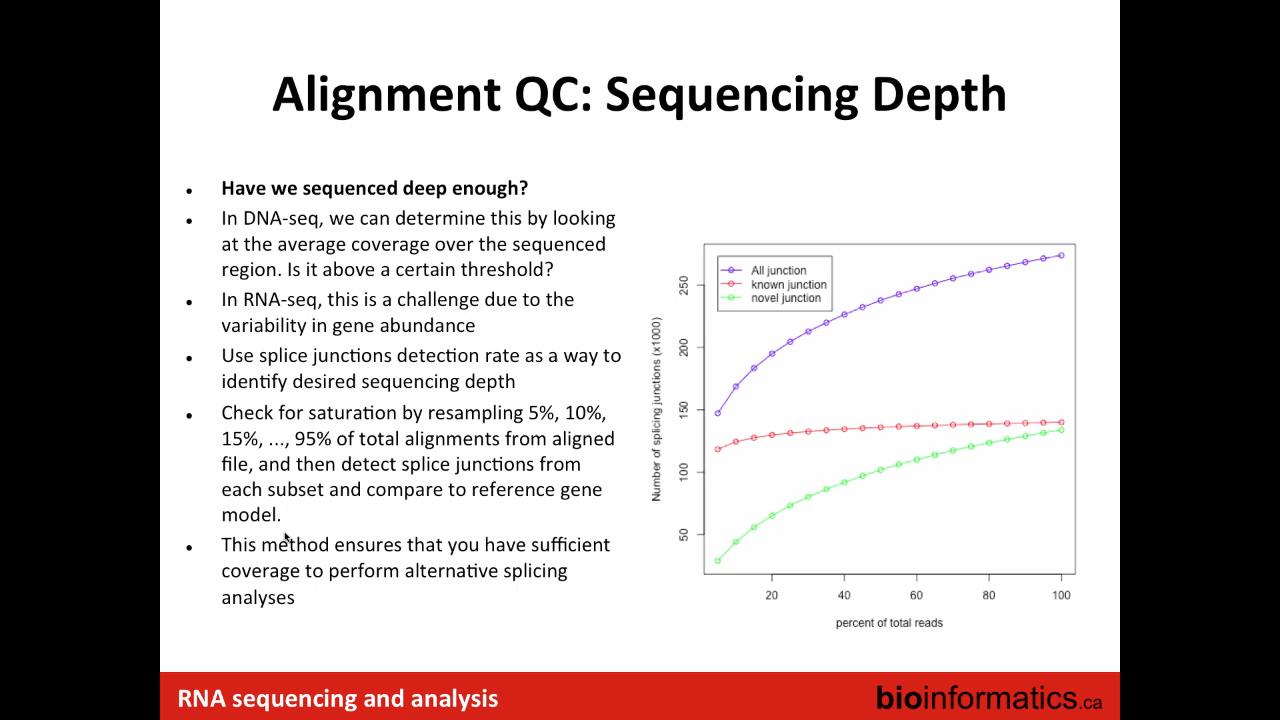 Alignment QC: Sequencing Depth
• Have we sequenced deep enough?
• In DNA-seq, we can determine this by looking
at the average coverage over the sequenced
region. Is it above a certain threshold?
• In RNA-seq, this is a challenge due to the
variability in gene abundance
• Use splice junctions detection rate as a way to
identify desired sequencing depth
• Check for saturation by resampling 5%, 10%,
15%, ..., 95% of total alignments from aligned
file, and then detect splice junctions from
each subset and compare to reference gene
model.
• This method ensures that you have sufficient
coverage to perform alternative splicing
analyses
All junction
known junction
novel junction
Number of splicing junctions (x1000)
250
200
150
100
50
20 40 60 80 100
percent of total reads
RNA sequencing and analysis
bioinformatics.ca